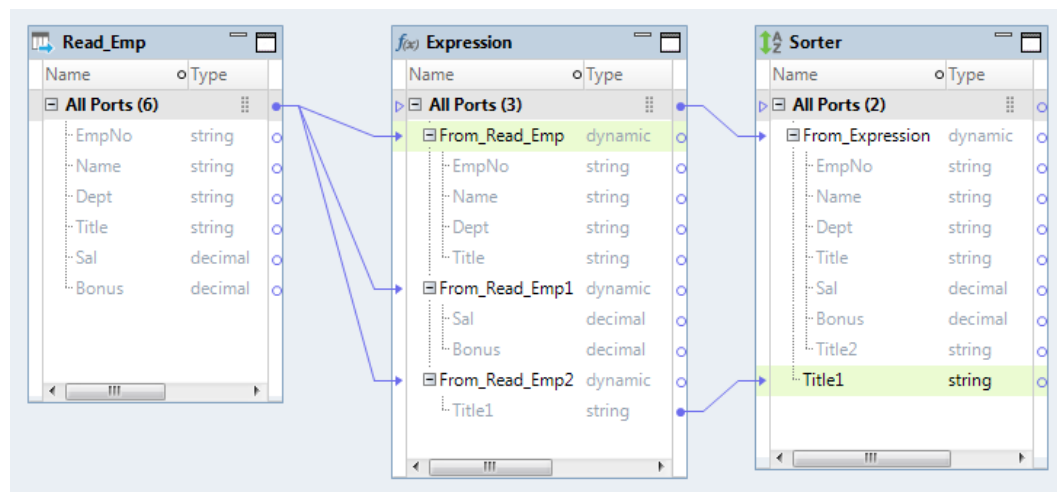 Read_Emp
Name Type
All Ports (6)
EmpNo string
Name string
Dept string
Title string
Sal decimal
Bonus decimal
f(x) Expression
Name Type
All Ports (3)
From_Read_Emp dynamic
EmpNo string
Name string
Dept string
Title string
From_Read_Emp1 dynamic
Sal decimal
Bonus decimal
From_Read_Emp2 dynamic
Title1 string
AZ Sorter
Name Type
All Ports (2)
From_Expression dynamic
EmpNo string
Name string
Dept string
Title string
Sal decimal
Bonus decimal
Title2 string
Title1 string